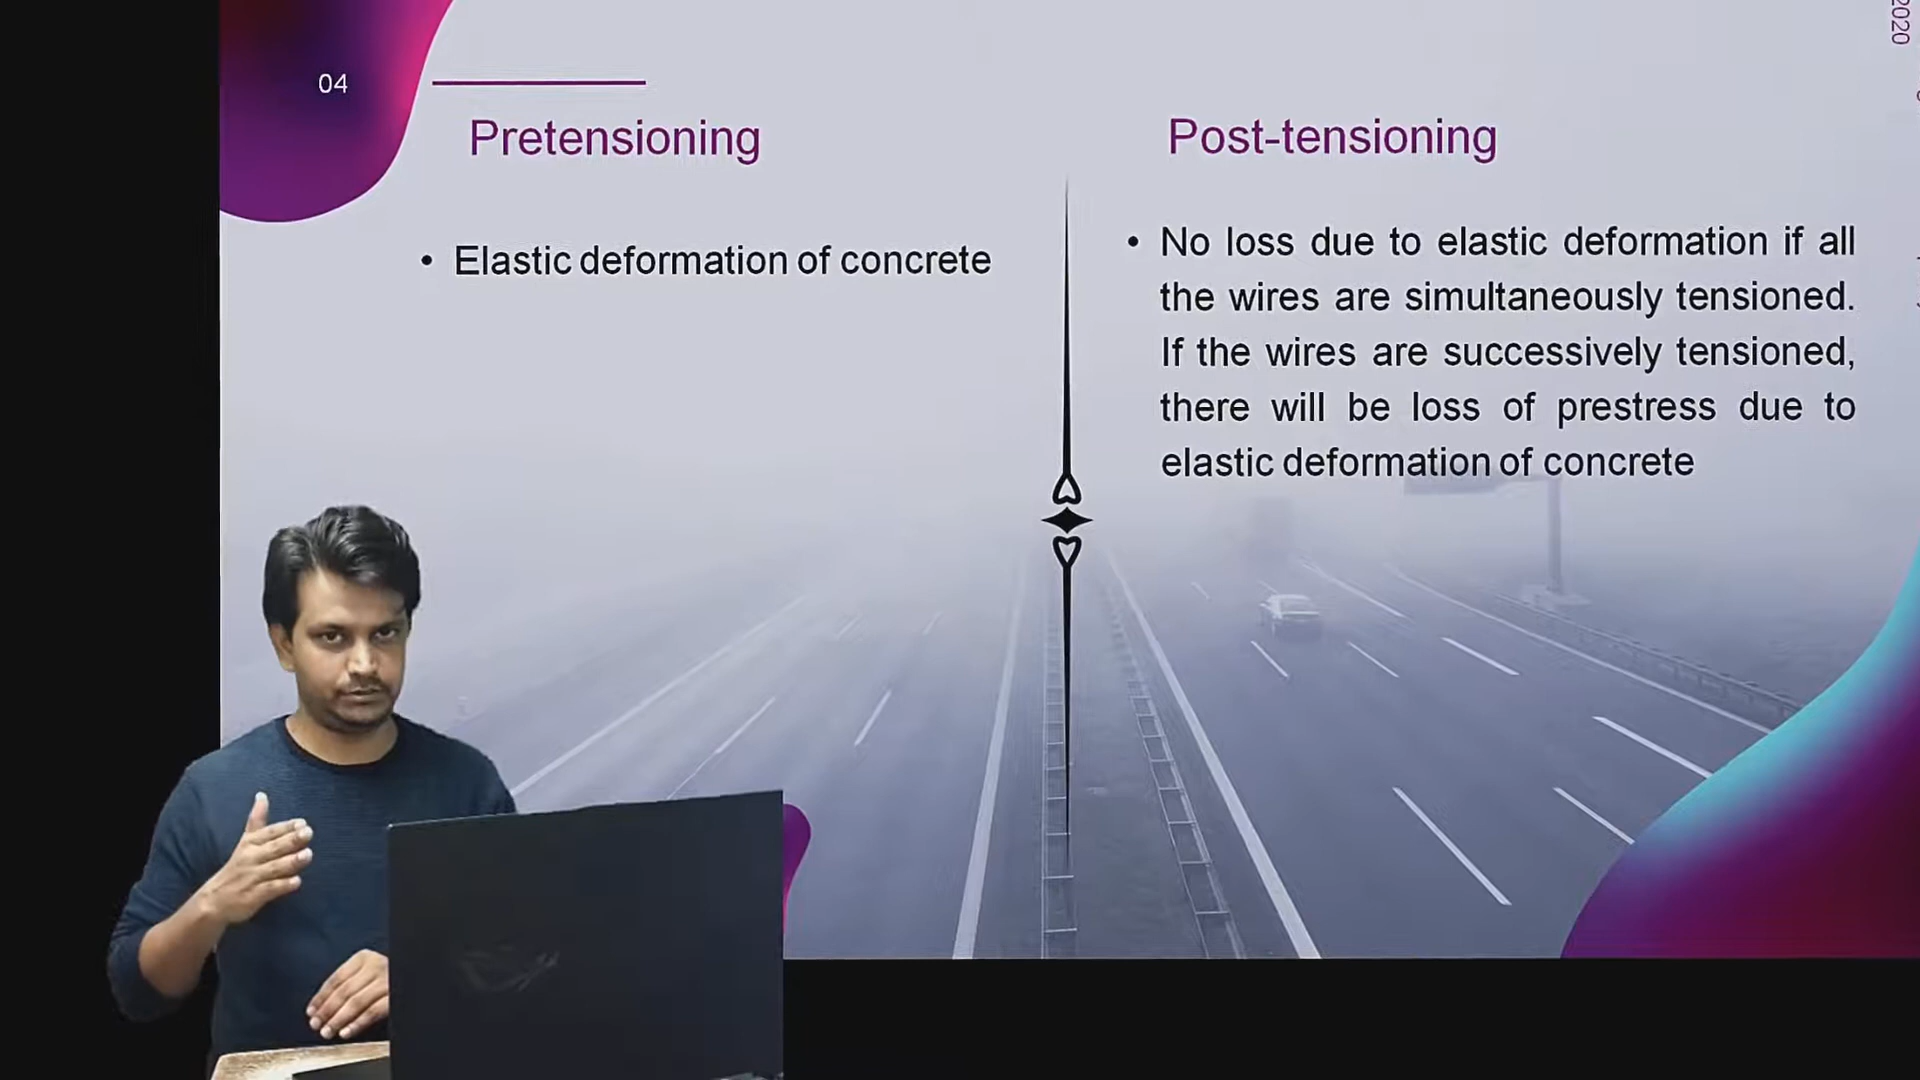 2020
04
Pretensioning
Post-tensioning
• Elastic deformation of concrete
• No loss due to elastic deformation if all
the wires are simultaneously tensioned.
If the wires are successively tensioned,
there will be loss of prestress due to
elastic deformation of concrete